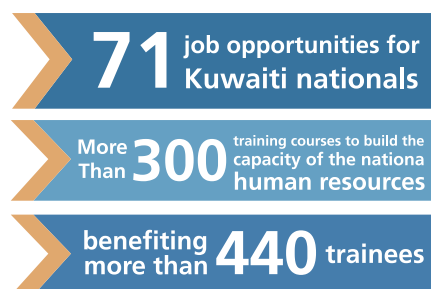 71 job opportunities for
Kuwaiti nationals
More
Than 300 training courses to build the
capacity of the nationa
human resources
benefiting
more than 440 trainees